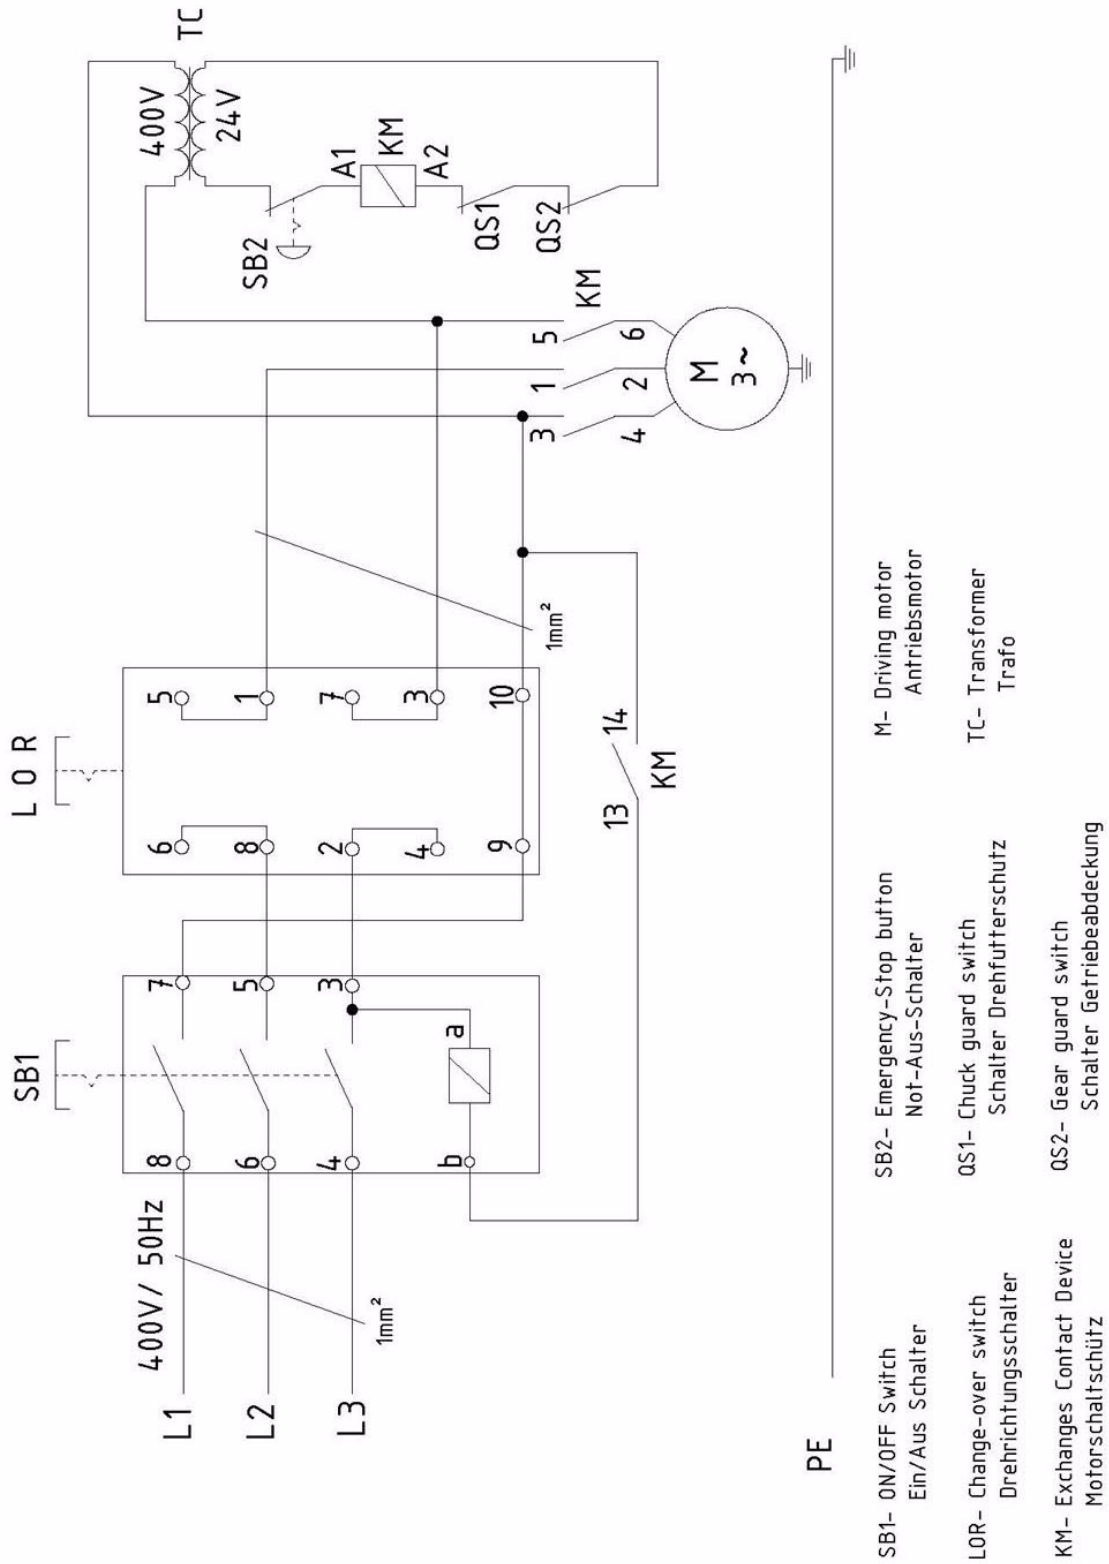 SB1
L O R
TC
400V/ 50Hz
400V
24V
L1
L2
L3
8
6
4
b
7
5
3
a
6
8
2
4
9
5
1
7
3
10
1mm²
1mm²
SB2
A1
KM
A2
QS1
QS2
5
1
3
KM
6
2
4
M
3~
13
14
KM
PE
SB1- ON/OFF Switch
Ein/Aus Schalter
LOR- Change-over switch
Drehrichtungsschalter
KM- Exchanges Contact Device
Motorschaltschütz
SB2- Emergency-Stop button
Not-Aus-Schalter
QS1- Chuck guard switch
Schalter Drehfutterschutz
QS2- Gear guard switch
Schalter Getriebeabdeckung
M- Driving motor
Antriebsmotor
TC- Transformer
Trafo